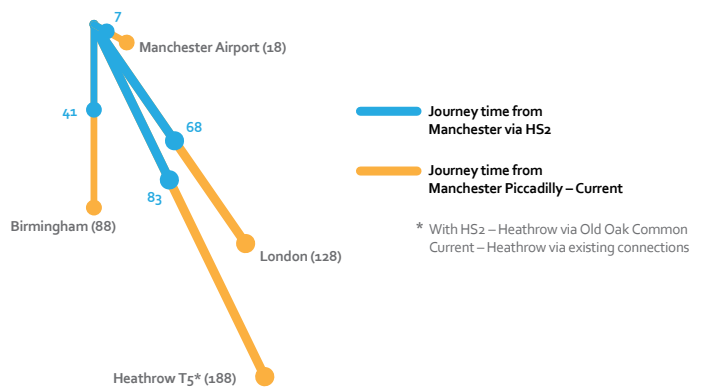 7
Manchester Airport (18)
41
68
83
Birmingham (88)
London (128)
Heathrow T5* (188)
Journey time from
Manchester via HS2
Journey time from
Manchester Piccadilly – Current
* With HS2 – Heathrow via Old Oak Common
Current – Heathrow via existing connections